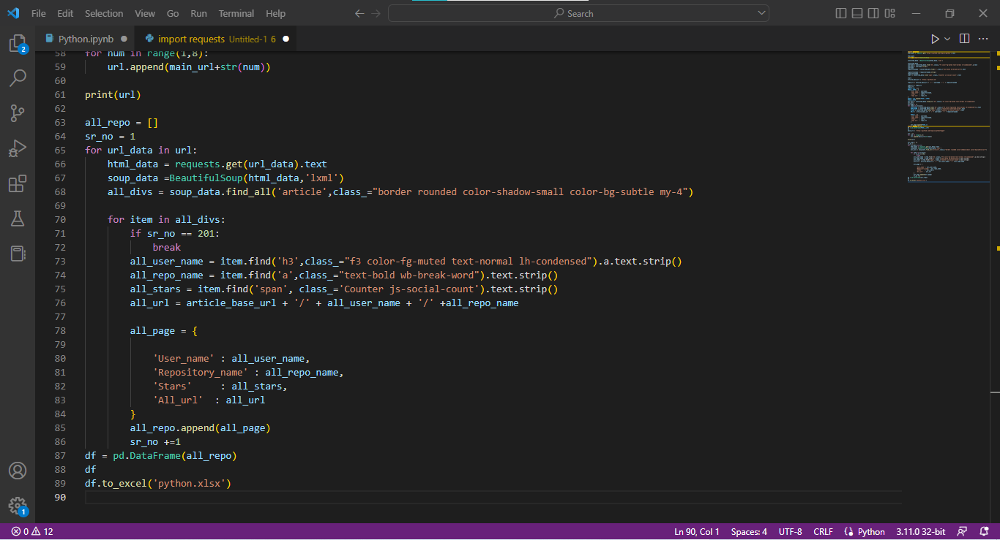 File Edit Selection View Go Run Terminal Help
Search
Python.ipynb
import requests Untitled-1 6
2
58 for num in range(1,8):
59 url.append(main_url+str(num))
60
61 print(url)
62
63 all_repo = []
64 sr_no = 1
65 for url_data in url:
66 html_data = requests.get(url_data).text
67 soup_data =BeautifulSoup(html_data,'lxml')
68 all_divs = soup_data.find_all('article',class_="border rounded color-shadow-small color-bg-subtle my-4")
69
70 for item in all_divs:
71 if sr_no == 201:
72 break
73 all_user_name = item.find('h3',class_="f3 color-fg-muted text-normal lh-condensed").a.text.strip()
74 all_repo_name = item.find('a',class_="text-bold wb-break-word").text.strip()
75 all_stars = item.find('span', class_='Counter js-social-count').text.strip()
76 all_url = article_base_url + '/' + all_user_name + '/' +all_repo_name
77
78 all_page = {
79
80 'User_name' : all_user_name,
81 'Repository_name' : all_repo_name,
82 'Stars' : all_stars,
83 'All_url' : all_url
84 }
85 all_repo.append(all_page)
86 sr_no +=1
87 df = pd.DataFrame(all_repo)
88 df
89 df.to_excel('python.xlsx')
90
1
0 12 Ln 90, Col 1 Spaces: 4 UTF-8 CRLF Python 3.11.0 32-bit